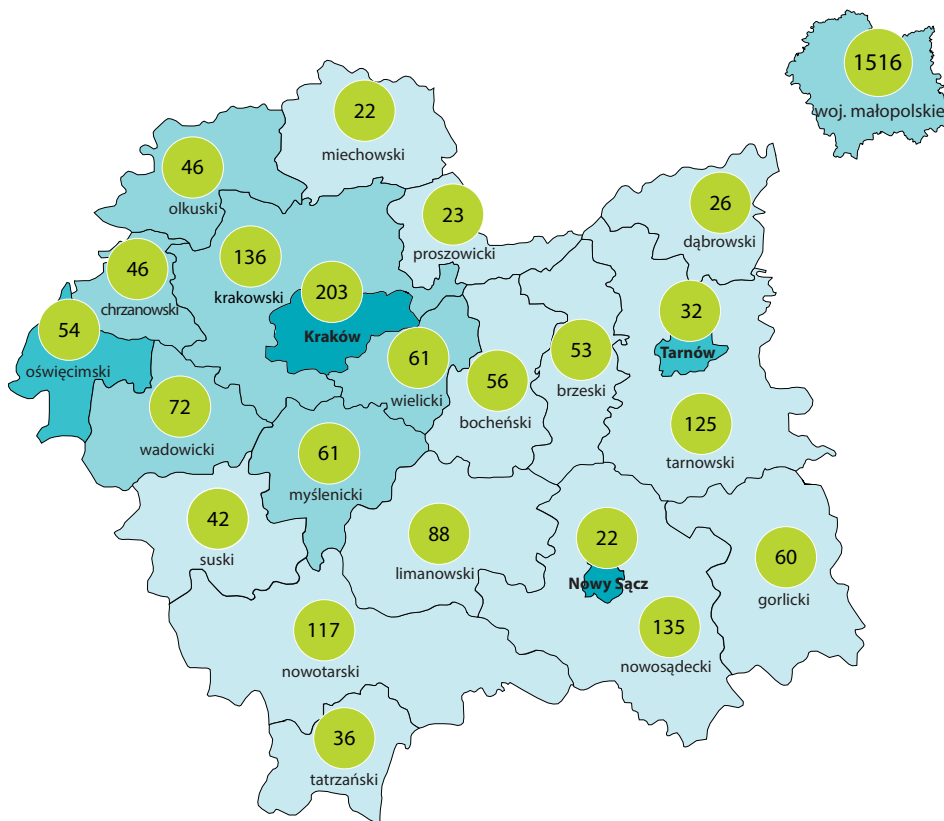 1516
woj. małopolskie
22
miechowski
46
olkuski
26
dąbrowski
23
proszowicki
136
krakowski
46
chrzanowski
203
Kraków
32
Tarnów
54
oświęcimski
53
brzeski
61
wielicki
56
bocheński
72
wadowicki
125
tarnowski
61
myślenicki
42
suski
88
limanowski
22
Nowy Sącz
60
gorlicki
117
nowotarski
135
nowosądecki
36
tatrzański